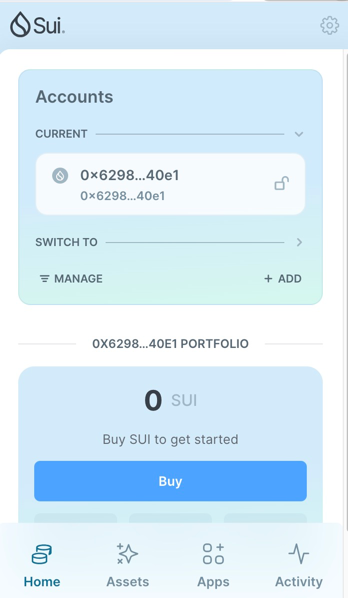 Sui.
Accounts
CURRENT
0×6298...40e1
0×6298...40e1
SWITCH TO
MANAGE
+ ADD
0X6298...40E1 PORTFOLIO
0 SUI
Buy SUI to get started
Buy
Home
Assets
Apps
Activity